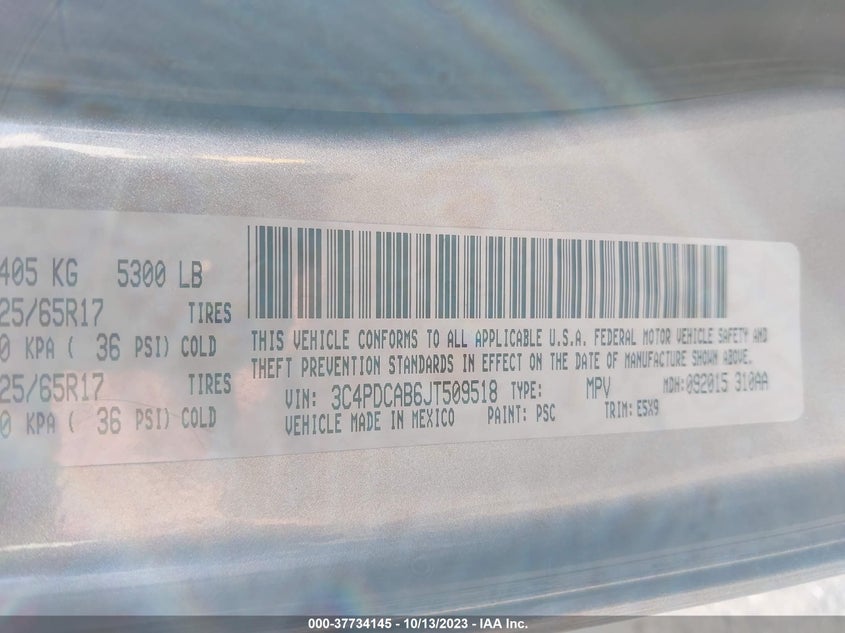 405 KG 5300 LB
25/65R17 TIRES
0 KPA ( 36 PSI) COLD
25/65R17 TIRES
0 KPA ( 36 PSI) COLD
THIS VEHICLE CONFORMS TO ALL APPLICABLE U.S.A. FEDERAL MOTOR VEHICLE SAFETY AND
THEFT PREVENTION STANDARDS IN EFFECT ON THE DATE OF MANUFACTURE SHOWN ABOVE.
VIN: 3C4PDCAB6JT509518 TYPE: MPV MDH: 092015 310AA
VEHICLE MADE IN MEXICO PAINT: PSC TRIM: E5X9
000-37734145 - 10/13/2023 - IAA Inc.